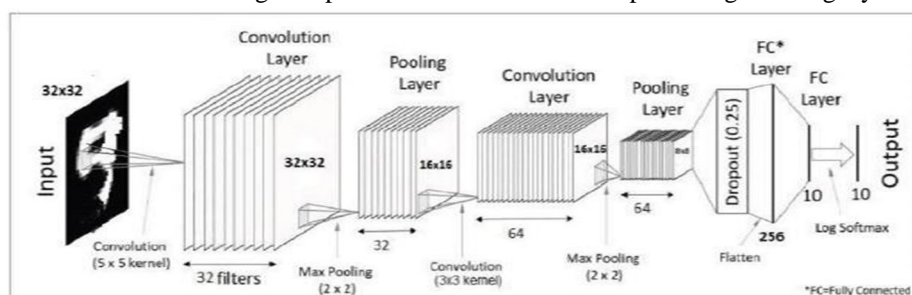 Convolution
Layer
32x32
Input
Convolution
(5 x 5 kernel)
32x32
32 filters
Max Pooling
(2 x 2)
Pooling
Layer
16x16
32
Convolution
(3x3 kernel)
Convolution
Layer
16x16
64
Max Pooling
(2 x 2)
Pooling
Layer
8x8
64
FC*
Layer
Dropout (0.25)
256
Flatten
FC
Layer
10
10
Log Softmax
Output
*FC=Fully Connected